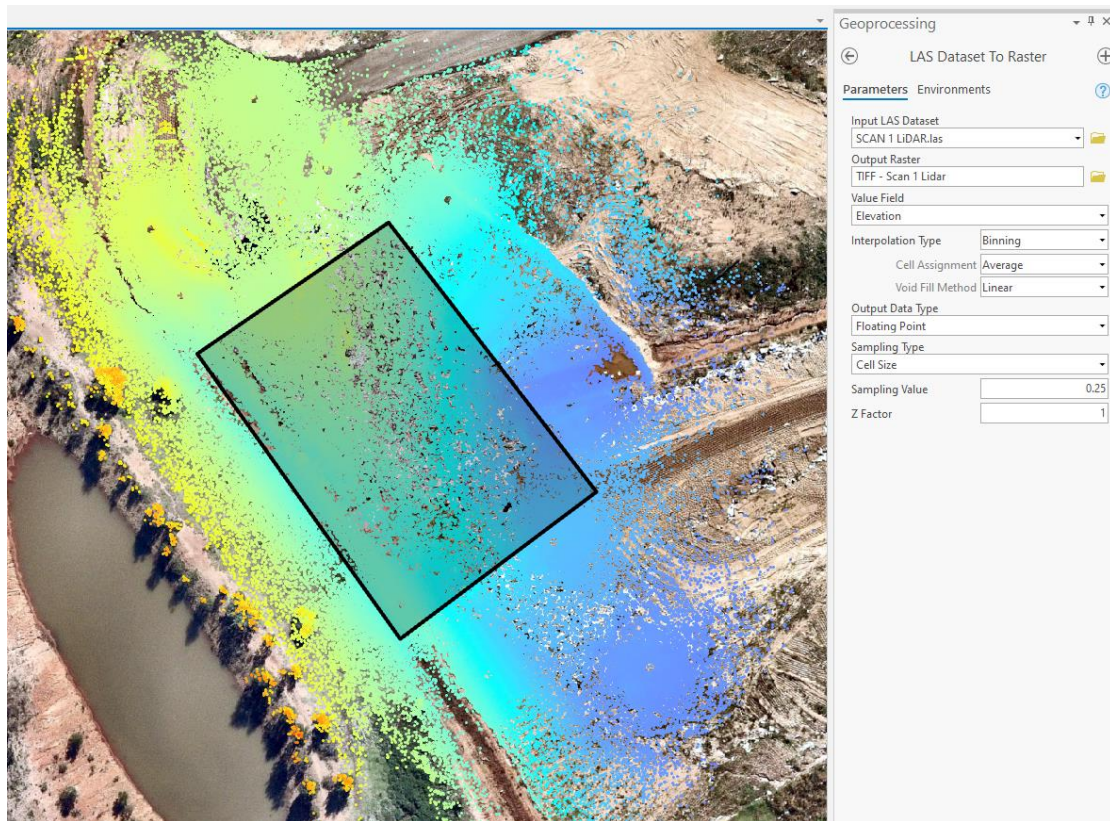 Geoprocessing
LAS Dataset To Raster
Parameters Environments
Input LAS Dataset
SCAN 1 LiDAR.las
Output Raster
TIFF - Scan 1 Lidar
Value Field
Elevation
Interpolation Type Binning
Cell Assignment Average
Void Fill Method Linear
Output Data Type
Floating Point
Sampling Type
Cell Size
Sampling Value 0.25
Z Factor 1